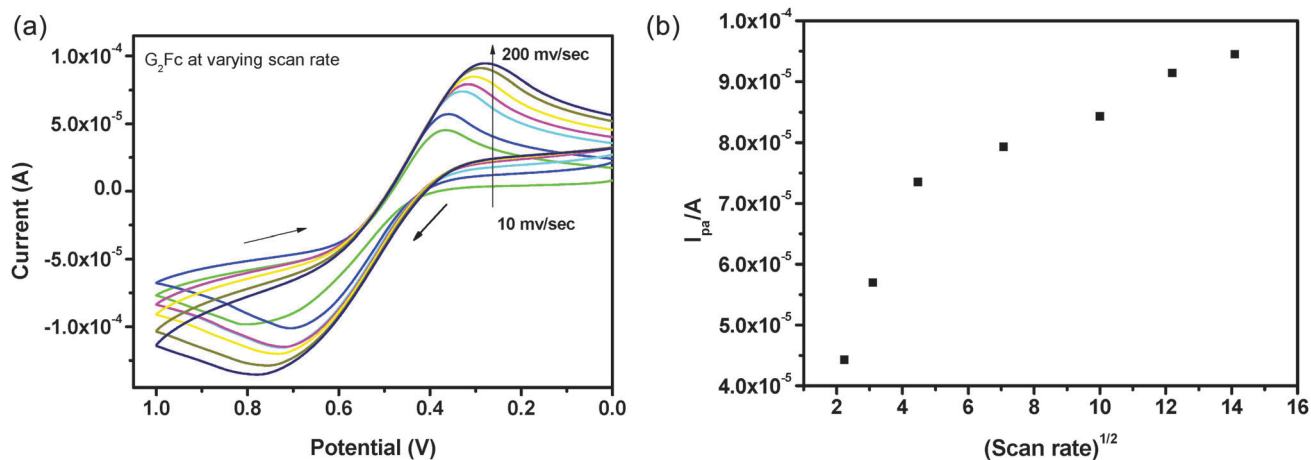 (a)
G₂Fc at varying scan rate
200 mv/sec
10 mv/sec
1.0x10⁻⁴
5.0x10⁻⁵
0.0
-5.0x10⁻⁵
-1.0x10⁻⁴
Current (A)
1.0 0.8 0.6 0.4 0.2 0.0
Potential (V)
(b)
1.0x10⁻⁴
9.0x10⁻⁵
8.0x10⁻⁵
7.0x10⁻⁵
6.0x10⁻⁵
5.0x10⁻⁵
4.0x10⁻⁵
I_pa/A
2 4 6 8 10 12 14 16
(Scan rate)¹ᐟ²